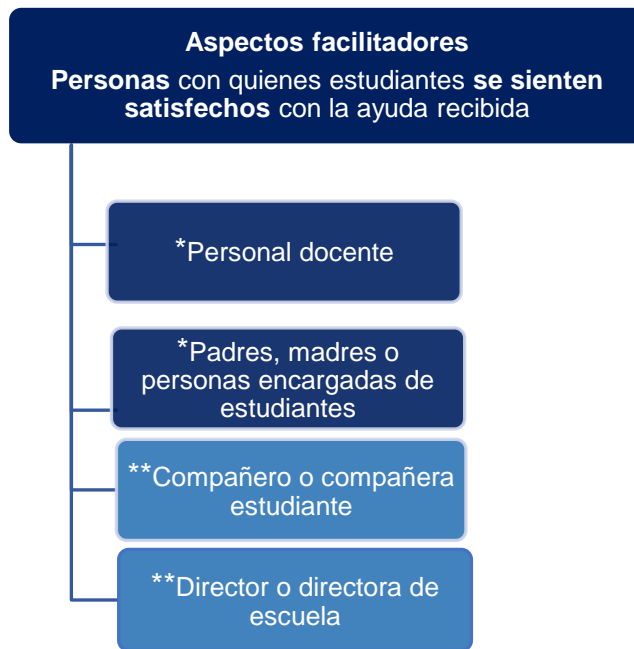 Aspectos facilitadores
Personas con quienes estudiantes se sienten
satisfechos con la ayuda recibida
*Personal docente
*Padres, madres o
personas encargadas de
estudiantes
**Compañero o compañera
estudiante
**Director o directora de
escuela